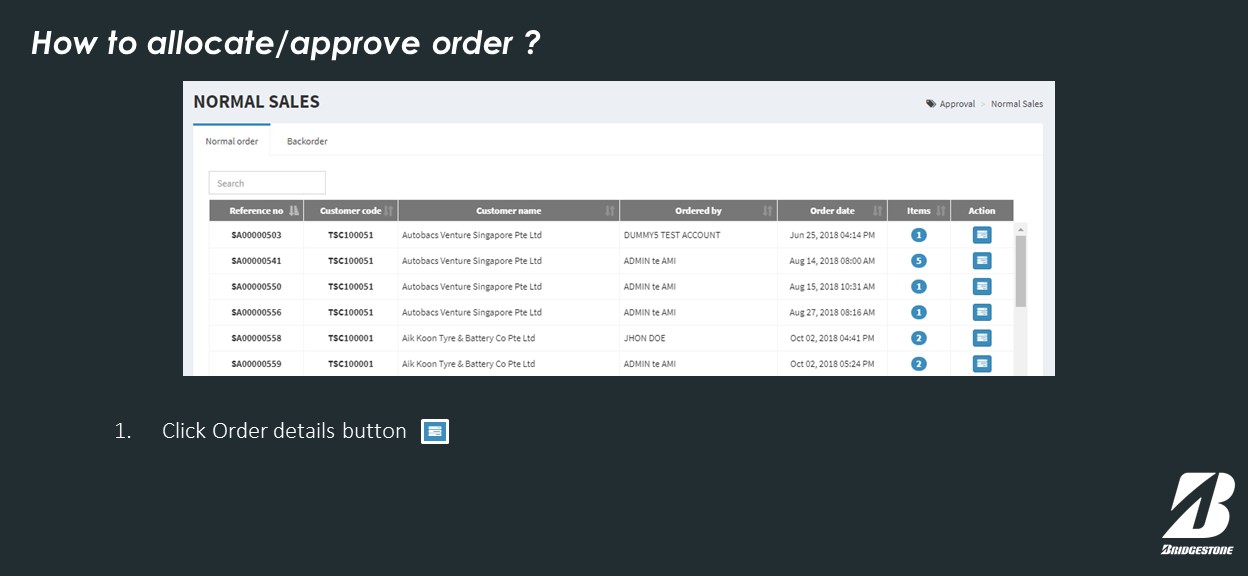 How to allocate/approve order ?
NORMAL SALES
Approval > Normal Sales
Normal order Backorder
Search
Reference no Customer code Customer name Ordered by Order date Items Action
SA00000503 TSC100051 Autobacs Venture Singapore Pte Ltd DUMMY5 TEST ACCOUNT Jun 25, 2018 04:14 PM 1
SA00000541 TSC100051 Autobacs Venture Singapore Pte Ltd ADMIN te AMI Aug 14, 2018 08:00 AM 5
SA00000550 TSC100051 Autobacs Venture Singapore Pte Ltd ADMIN te AMI Aug 15, 2018 10:31 AM 1
SA00000556 TSC100051 Autobacs Venture Singapore Pte Ltd ADMIN te AMI Aug 27, 2018 08:16 AM 1
SA00000558 TSC100001 Aik Koon Tyre & Battery Co Pte Ltd JHON DOE Oct 02, 2018 04:41 PM 2
SA00000559 TSC100001 Aik Koon Tyre & Battery Co Pte Ltd ADMIN te AMI Oct 02, 2018 05:24 PM 2
1. Click Order details button
BRIDGESTONE